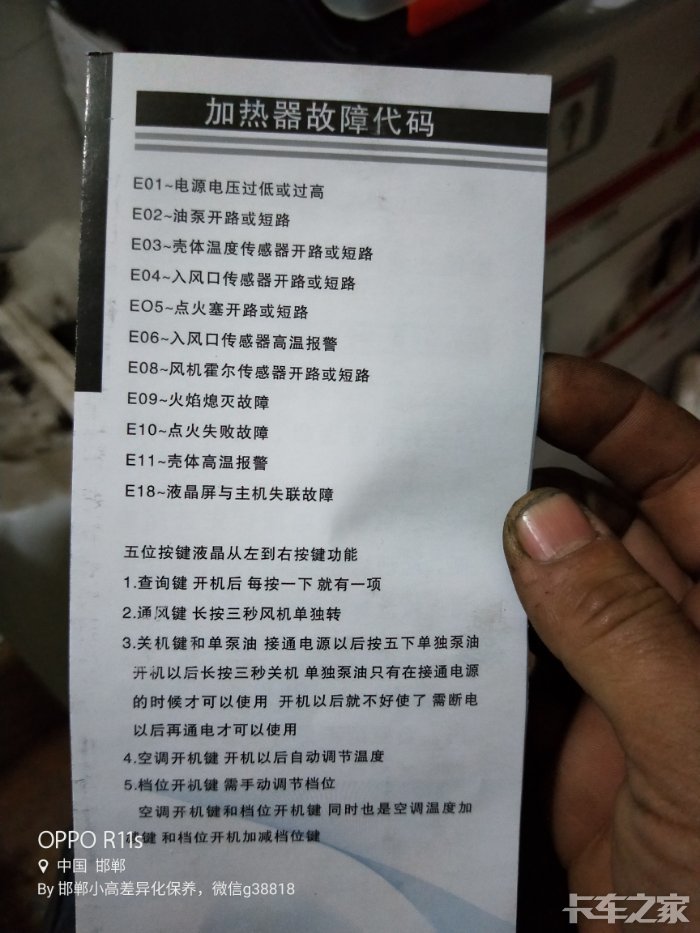 加热器故障代码
E01~电源电压过低或过高
E02~油泵开路或短路
E03~壳体温度传感器开路或短路
E04~入风口传感器开路或短路
EO5~点火塞开路或短路
E06~入风口传感器高温报警
E08~风机霍尔传感器开路或短路
E09~火焰熄灭故障
E10~点火失败故障
E11~壳体高温报警
E18~液晶屏与主机失联故障
五位按键液晶从左到右按键功能
1.查询键 开机后 每按一下 就有一项
2.通风键 长按三秒风机单独转
3.关机键和单泵油 接通电源以后按五下单独泵油
开机以后长按三秒关机 单独泵油只有在接通电源
的时候才可以使用 开机以后就不好使了 需断电
以后再通电才可以使用
4.空调开机键 开机以后自动调节温度
5.档位开机键 需手动调节档位
空调开机键和档位开机键 同时也是空调温度加
键 和档位开机加减档位键
OPPO R11s
中国 邯郸
By 邯郸小高差异化保养，微信g38818
卡车之家